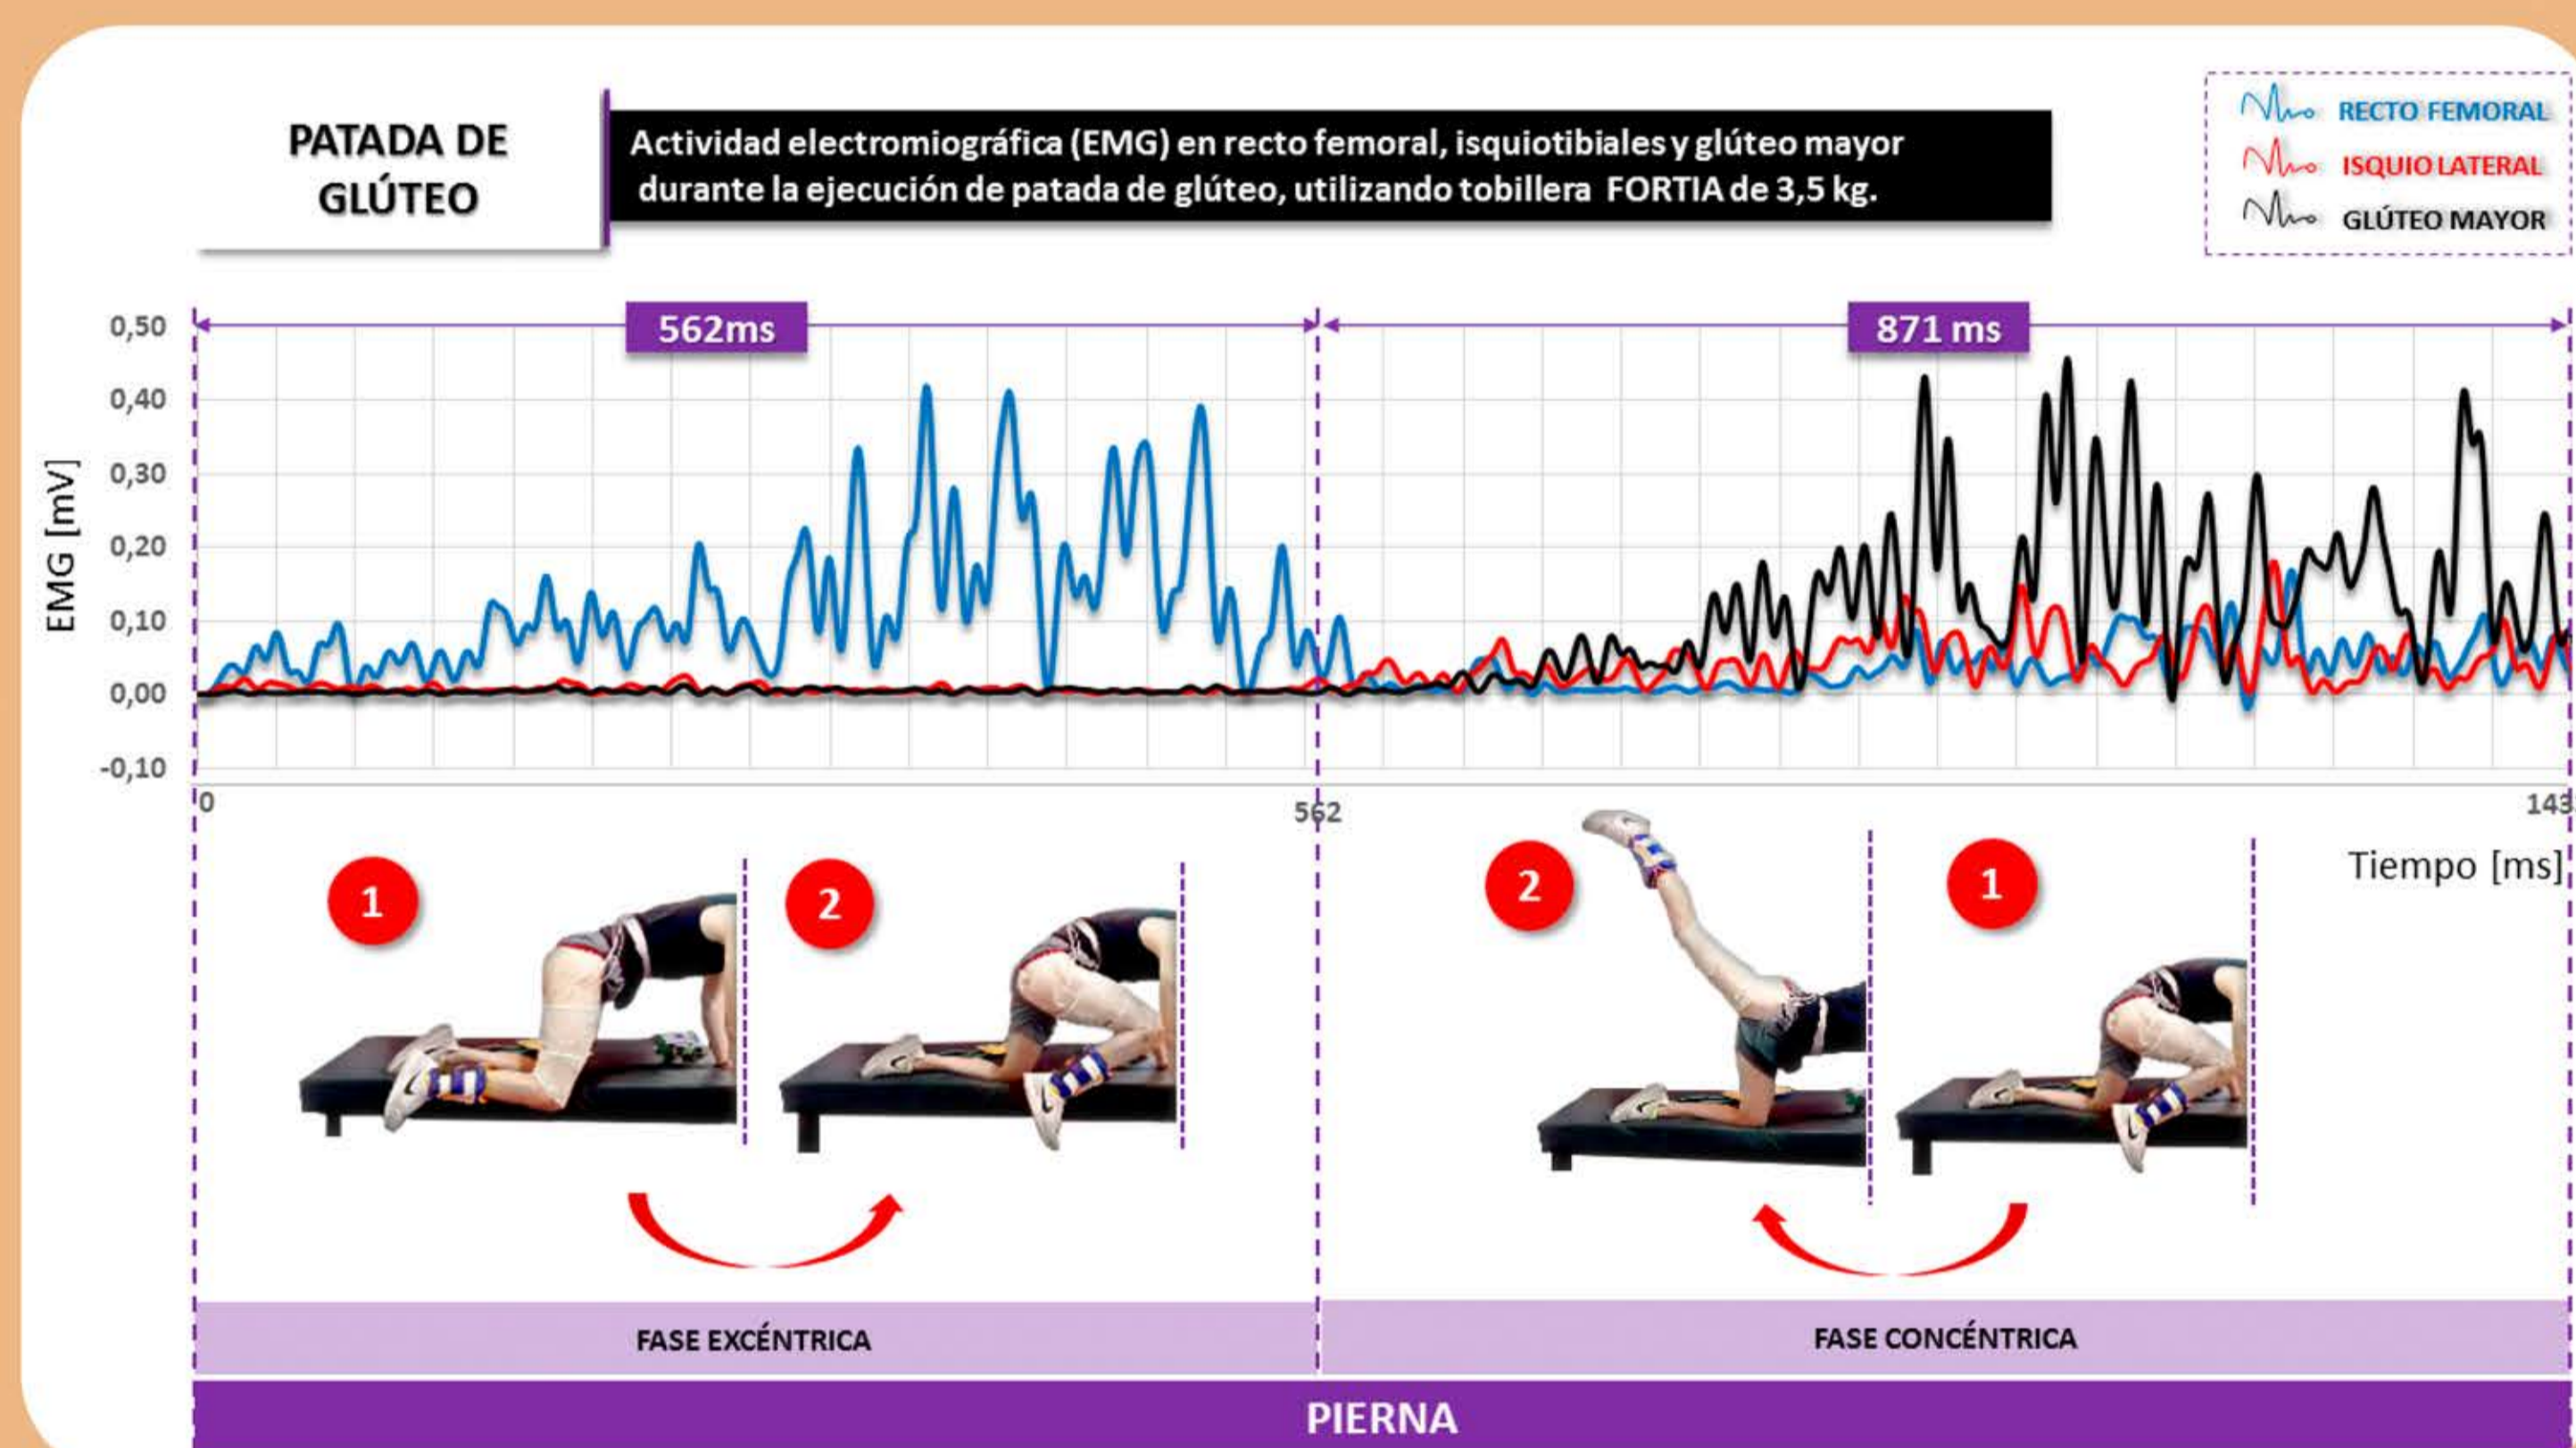 PATADA DE
GLÚTEO
Actividad electromiográfica (EMG) en recto femoral, isquiotibiales y glúteo mayor
durante la ejecución de patada de glúteo, utilizando tobillera FORTIA de 3,5 kg.
RECTO FEMORAL
ISQUIO LATERAL
GLÚTEO MAYOR
562ms
871 ms
EMG [mV]
0,50
0,40
0,30
0,20
0,10
0,00
-0,10
0
562
143
Tiempo [ms]
1
2
2
1
FASE EXCÉNTRICA
FASE CONCÉNTRICA
PIERNA